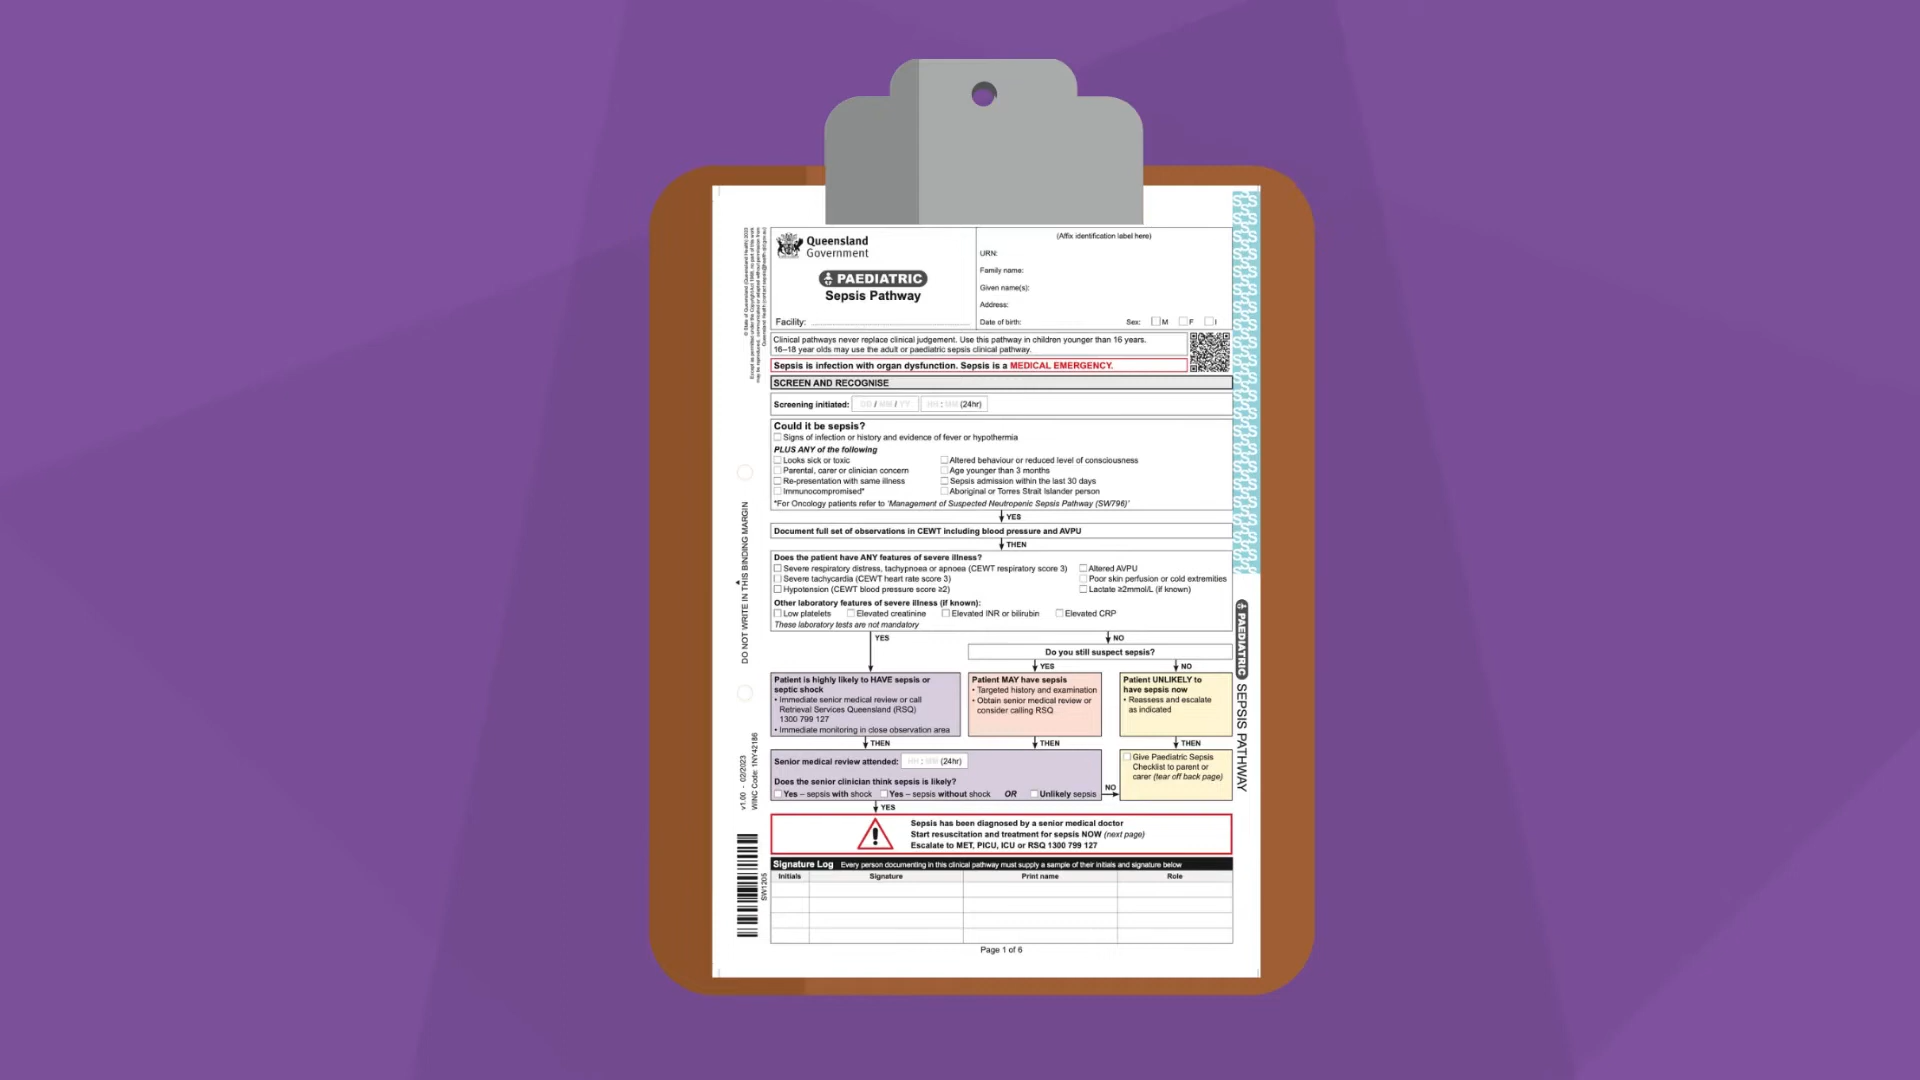 Queensland
Government
PAEDIATRIC
Sepsis Pathway
Facility:
(Affix identification label here)
URN:
Family name:
Given name(s):
Address:
Date of birth:
Sex: M F I
Clinical pathways never replace clinical judgement. Use this pathway in children younger than 16 years.
16–18 year olds may use the adult or paediatric sepsis clinical pathway.
Sepsis is infection with organ dysfunction. Sepsis is a MEDICAL EMERGENCY.
SCREEN AND RECOGNISE
Screening initiated: DD / MM / YY HH : MM (24hr)
Could it be sepsis?
Signs of infection or history and evidence of fever or hypothermia
PLUS ANY of the following
Looks sick or toxic
Parental, carer or clinician concern
Re-presentation with same illness
Immunocompromised*
Altered behaviour or reduced level of consciousness
Age younger than 3 months
Sepsis admission within the last 30 days
Aboriginal or Torres Strait Islander person
*For Oncology patients refer to 'Management of Suspected Neutropenic Sepsis Pathway (SW796)'
YES
Document full set of observations in CEWT including blood pressure and AVPU
THEN
Does the patient have ANY features of severe illness?
Severe respiratory distress, tachypnoea or apnoea (CEWT respiratory score 3)
Severe tachycardia (CEWT heart rate score 3)
Hypotension (CEWT blood pressure score ≥2)
Altered AVPU
Poor skin perfusion or cold extremities
Lactate ≥2mmol/L (if known)
Other laboratory features of severe illness (if known):
Low platelets Elevated creatinine Elevated INR or bilirubin Elevated CRP
These laboratory tests are not mandatory
YES
NO
Do you still suspect sepsis?
YES
NO
Patient is highly likely to HAVE sepsis or
septic shock
• Immediate senior medical review or call
Retrieval Services Queensland (RSQ)
1300 799 127
• Immediate monitoring in close observation area
Patient MAY have sepsis
• Targeted history and examination
• Obtain senior medical review or
consider calling RSQ
Patient UNLIKELY to
have sepsis now
• Reassess and escalate
as indicated
THEN
THEN
THEN
Senior medical review attended: HH : MM (24hr)
Does the senior clinician think sepsis is likely?
Yes – sepsis with shock Yes – sepsis without shock OR Unlikely sepsis
NO
Give Paediatric Sepsis
Checklist to parent or
carer (tear off back page)
YES
Sepsis has been diagnosed by a senior medical doctor
Start resuscitation and treatment for sepsis NOW (next page)
Escalate to MET, PICU, ICU or RSQ 1300 799 127
Signature Log Every person documenting in this clinical pathway must supply a sample of their initials and signature below
Initials Signature Print name Role
Page 1 of 6
DO NOT WRITE IN THIS BINDING MARGIN
v1.00 - 02/2023
WINC Code: 1NY42186
SW1205
PAEDIATRIC SEPSIS PATHWAY